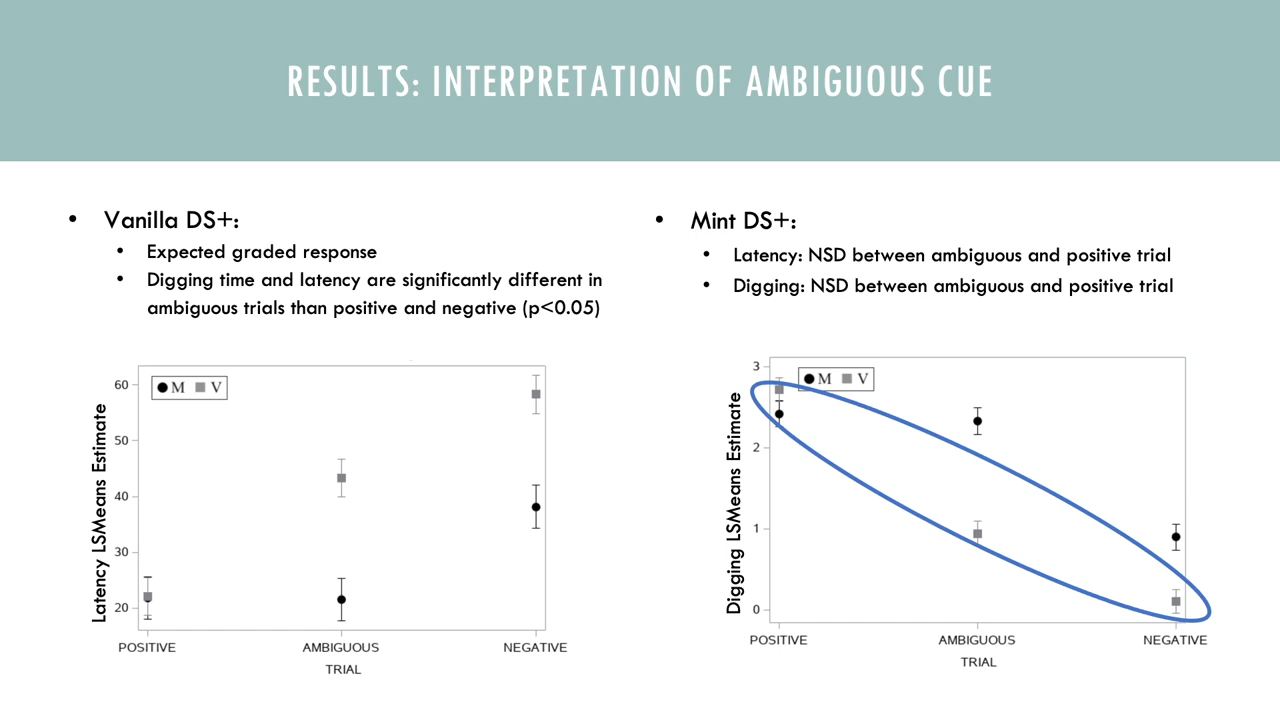 RESULTS: INTERPRETATION OF AMBIGUOUS CUE
• Vanilla DS+:
• Expected graded response
• Digging time and latency are significantly different in
ambiguous trials than positive and negative (p<0.05)
• Mint DS+:
• Latency: NSD between ambiguous and positive trial
• Digging: NSD between ambiguous and positive trial
Latency LSMeans Estimate
M V
60
50
40
30
20
POSITIVE AMBIGUOUS NEGATIVE
TRIAL
Digging LSMeans Estimate
M V
3
2
1
0
POSITIVE AMBIGUOUS NEGATIVE
TRIAL